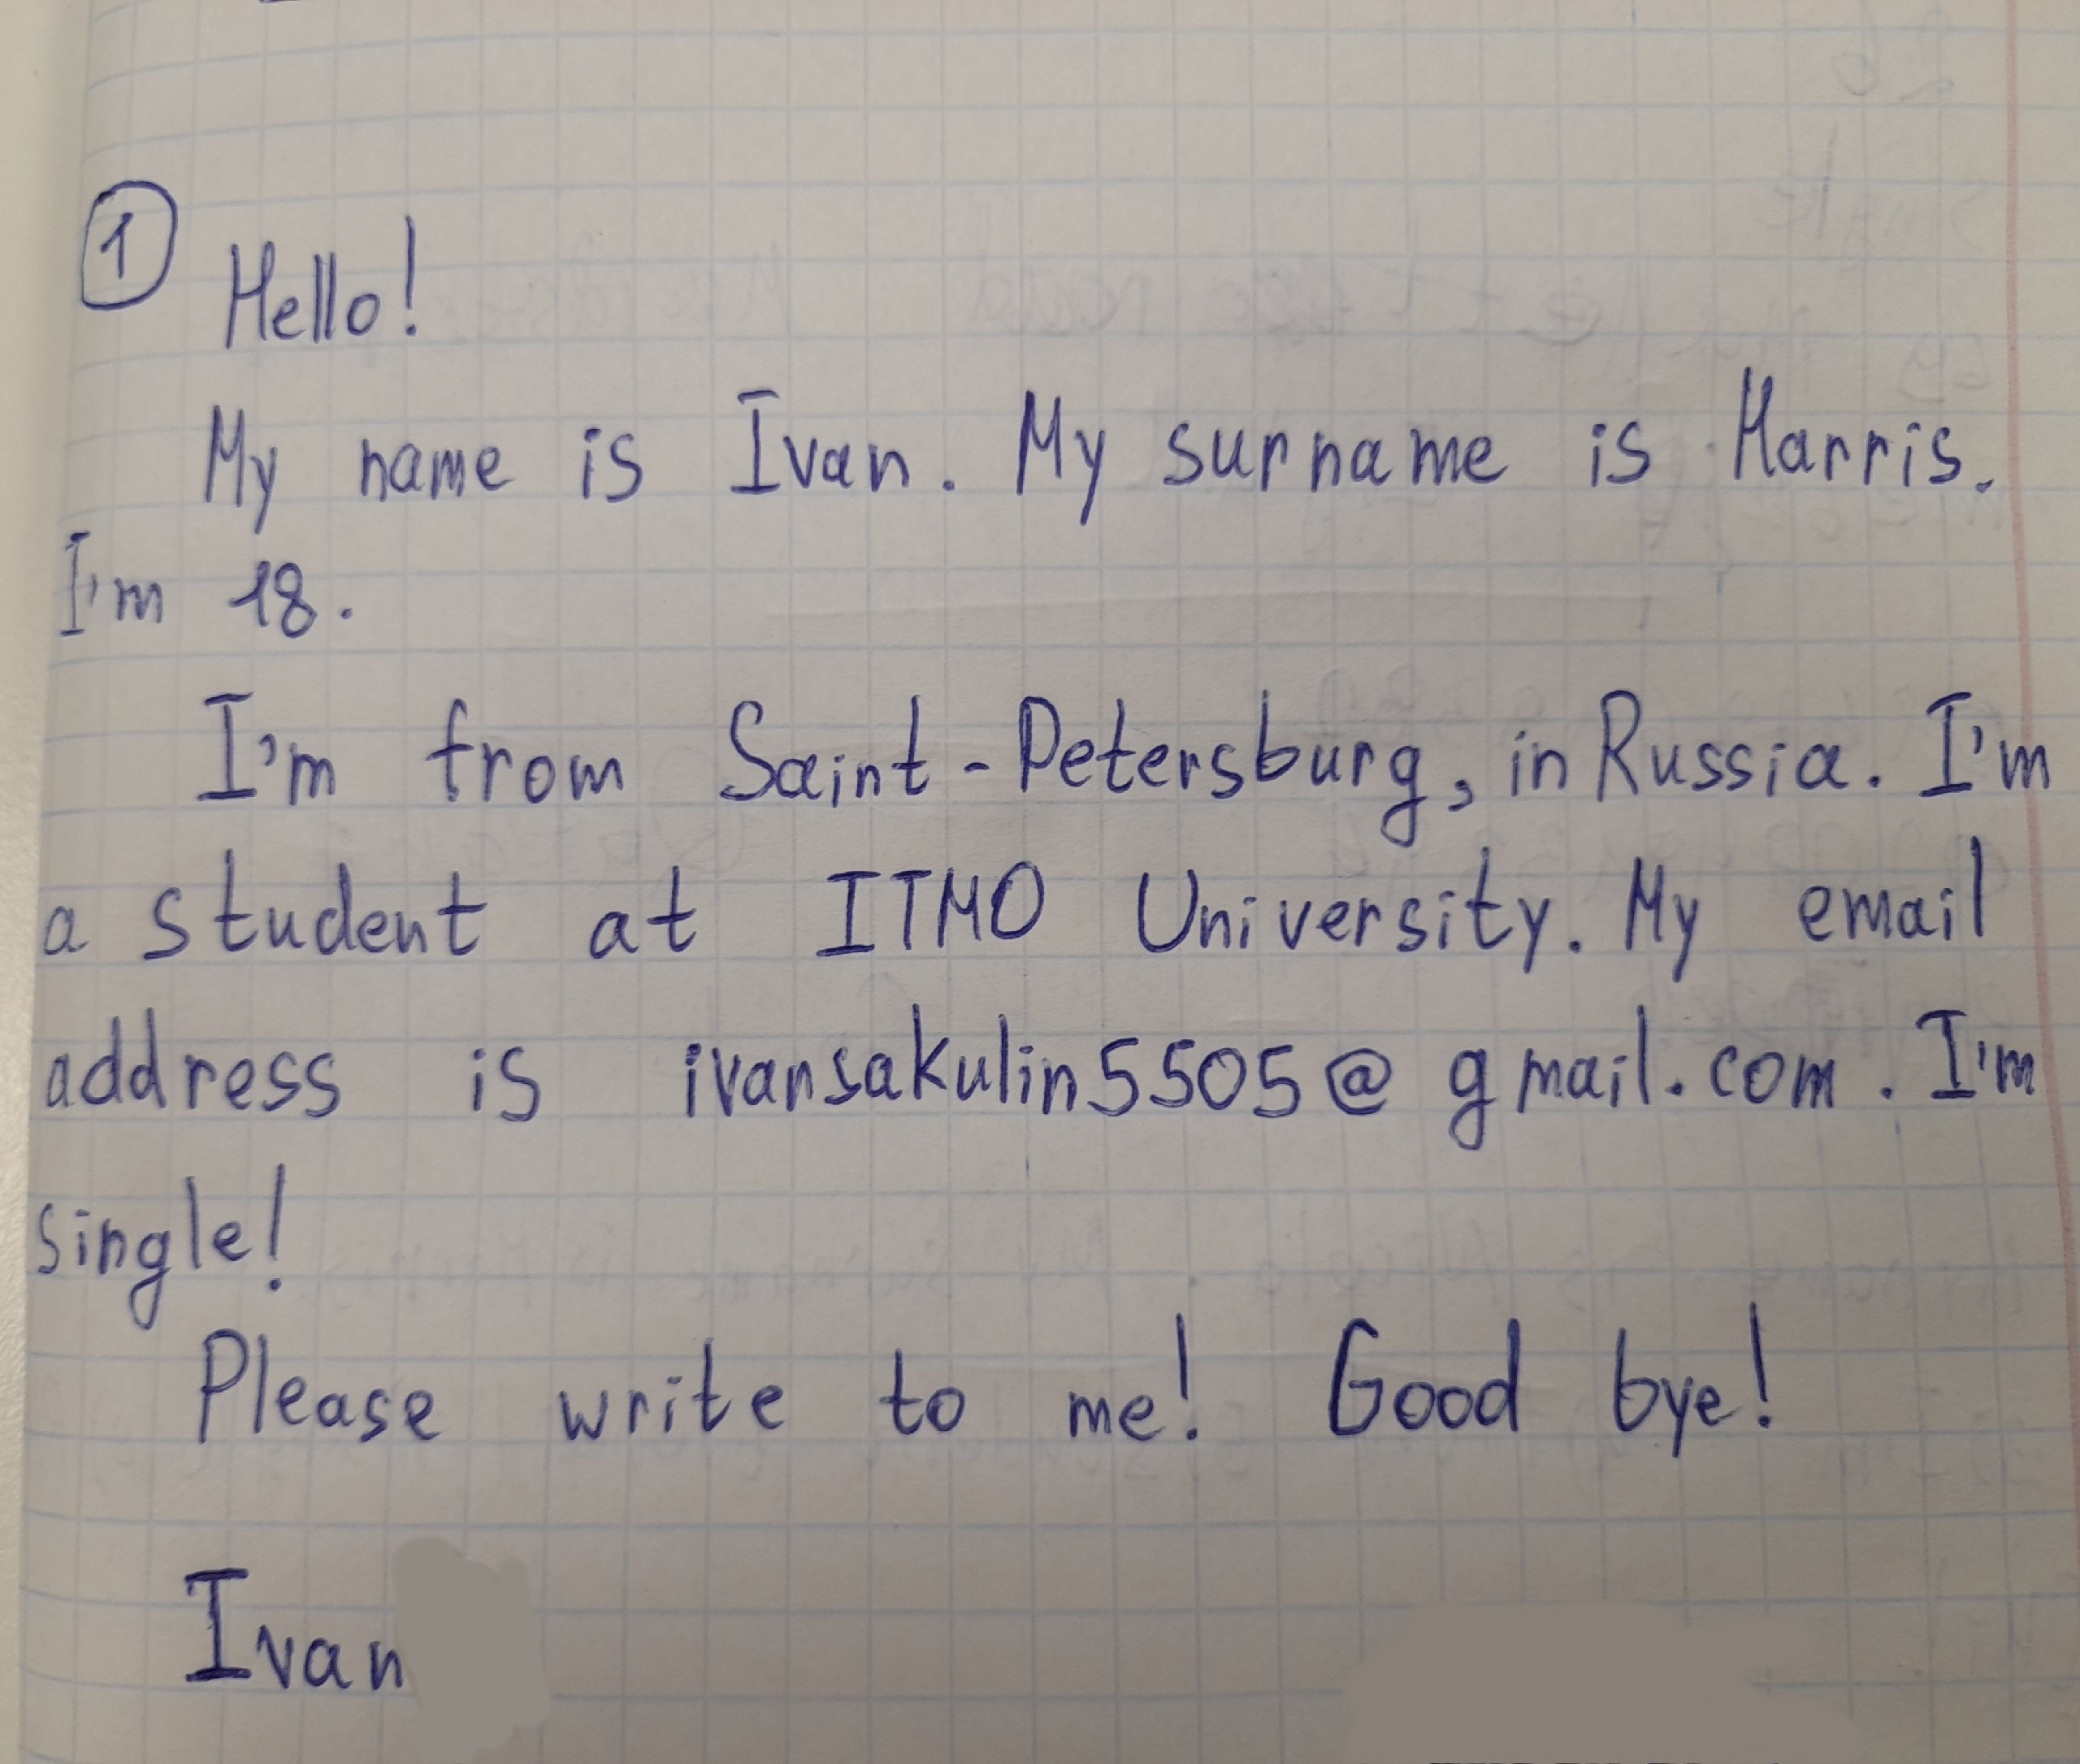 1 Hello!
My name is Ivan. My surname is Harris.
I'm 18.
I'm from Saint-Petersburg, in Russia. I'm
a student at ITMO University. My email
address is ivansakulin5505@gmail.com. I'm
single!
Please write to me! Good bye!
Ivan